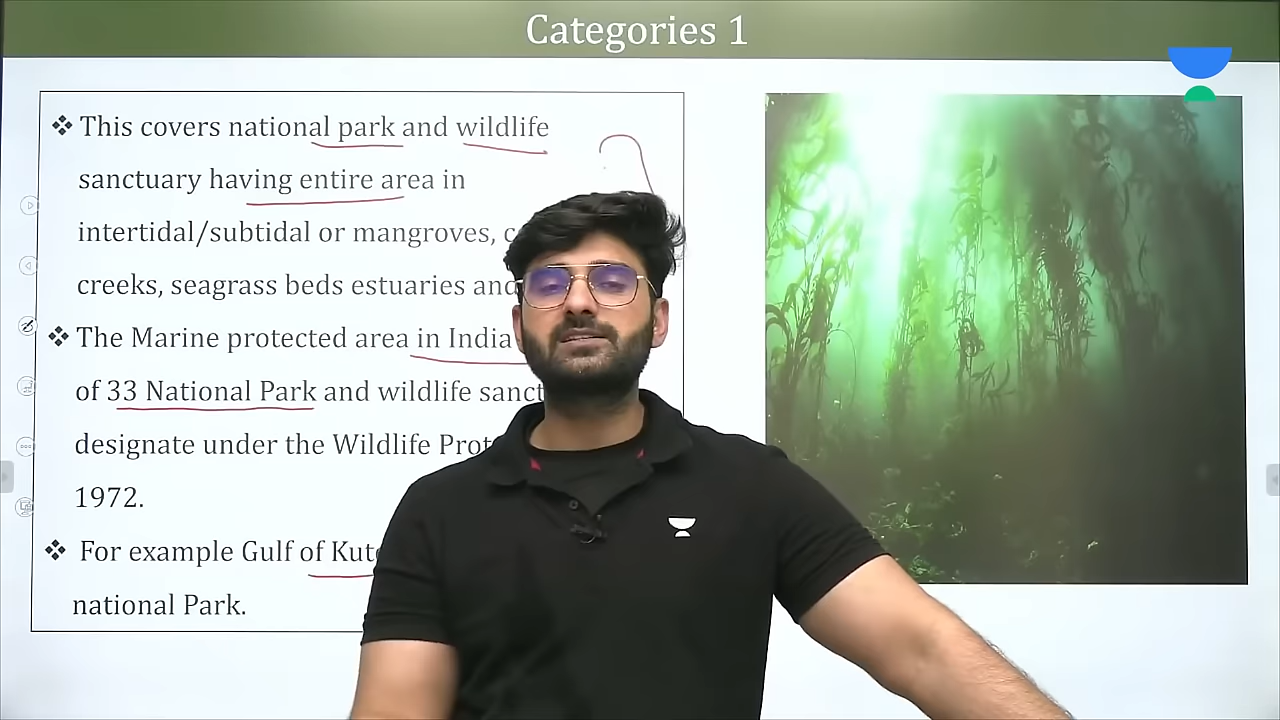 Categories 1
❖ This covers national park and wildlife
sanctuary having entire area in
intertidal/subtidal or mangroves,
creeks, seagrass beds estuaries and
❖ The Marine protected area in India
of 33 National Park and wildlife
designate under the Wildlife
1972.
❖ For example Gulf of
national Park.